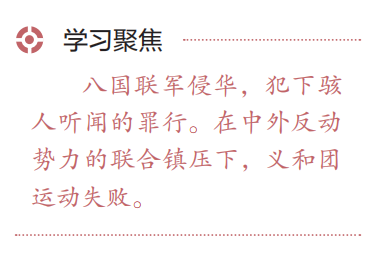 学习聚焦
八国联军侵华，犯下骇
人听闻的罪行。在中外反动
势力的联合镇压下，义和团
运动失败。